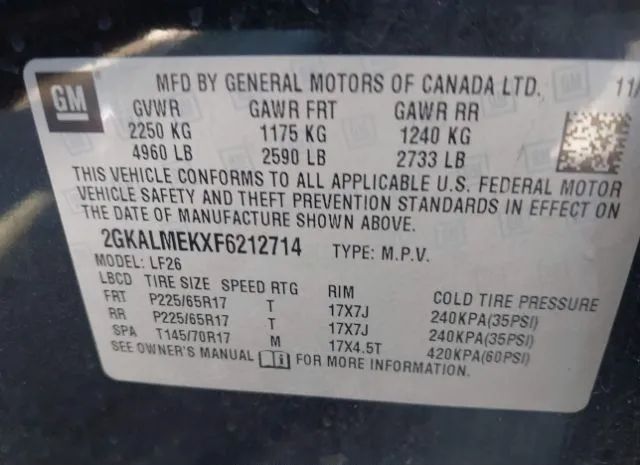 GM
MFD BY GENERAL MOTORS OF CANADA LTD. 11/
GVWR GAWR FRT GAWR RR
2250 KG 1175 KG 1240 KG
4960 LB 2590 LB 2733 LB
THIS VEHICLE CONFORMS TO ALL APPLICABLE U.S. FEDERAL MOTOR
VEHICLE SAFETY AND THEFT PREVENTION STANDARDS IN EFFECT ON
THE DATE OF MANUFACTURE SHOWN ABOVE.
2GKALMEKXF6212714 TYPE: M.P.V.
MODEL: LF26
LBCD TIRE SIZE SPEED RTG RIM COLD TIRE PRESSURE
FRT P225/65R17 T 17X7J 240KPA(35PSI)
RR P225/65R17 T 17X7J 240KPA(35PSI)
SPA T145/70R17 M 17X4.5T 420KPA(60PSI)
SEE OWNER'S MANUAL FOR MORE INFORMATION.